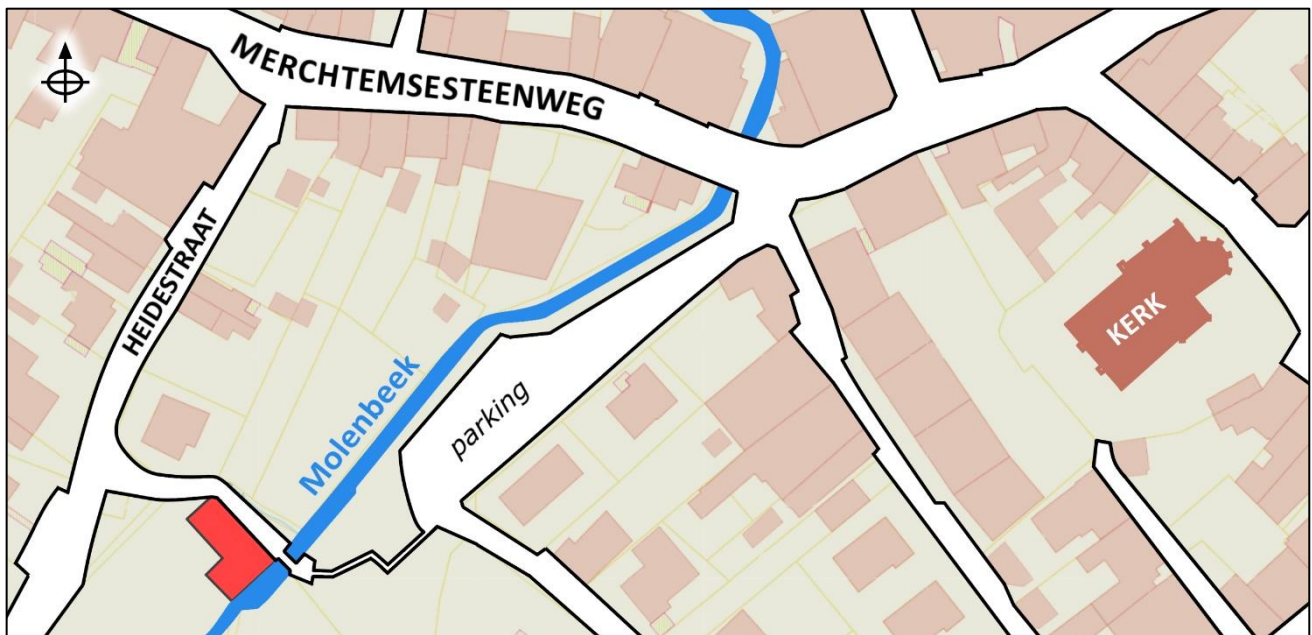 MERCHTEMSESTEENWEG
HEIDESTRAAT
KERK
Molenbeek
parking